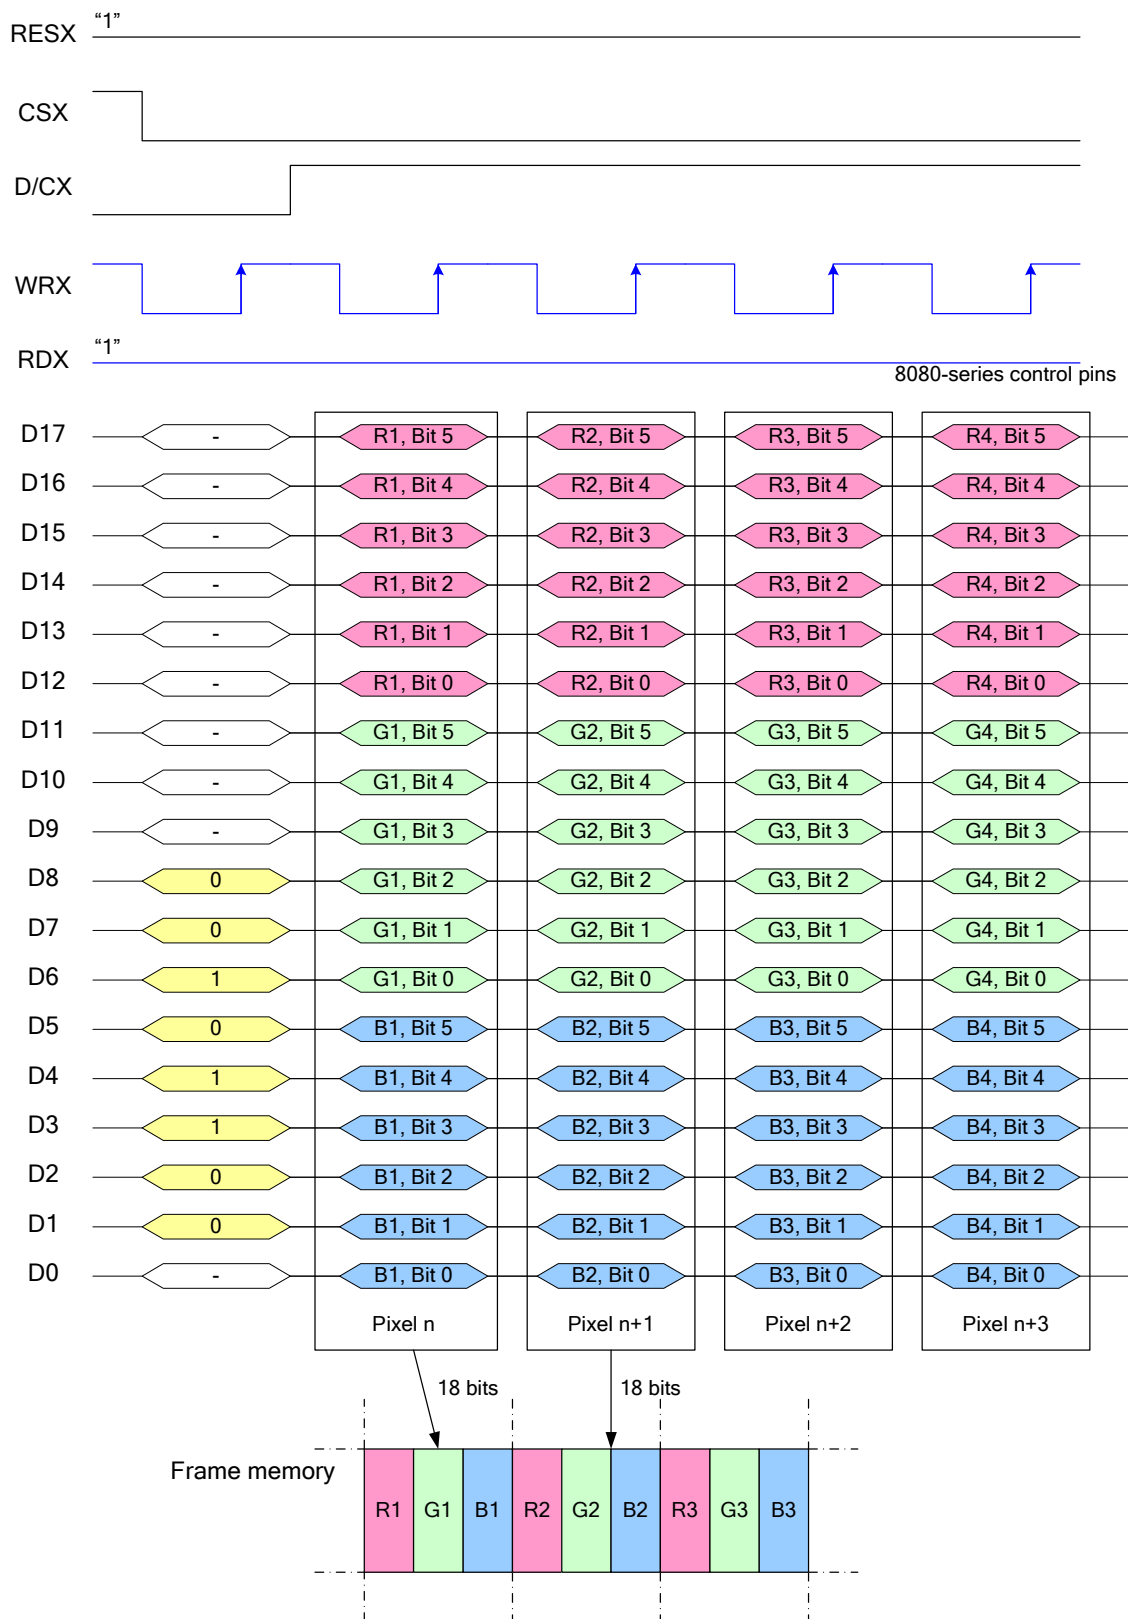 RESX “1”
CSX
D/CX
WRX
RDX “1”
8080-series control pins
D17 - R1, Bit 5 R2, Bit 5 R3, Bit 5 R4, Bit 5
D16 - R1, Bit 4 R2, Bit 4 R3, Bit 4 R4, Bit 4
D15 - R1, Bit 3 R2, Bit 3 R3, Bit 3 R4, Bit 3
D14 - R1, Bit 2 R2, Bit 2 R3, Bit 2 R4, Bit 2
D13 - R1, Bit 1 R2, Bit 1 R3, Bit 1 R4, Bit 1
D12 - R1, Bit 0 R2, Bit 0 R3, Bit 0 R4, Bit 0
D11 - G1, Bit 5 G2, Bit 5 G3, Bit 5 G4, Bit 5
D10 - G1, Bit 4 G2, Bit 4 G3, Bit 4 G4, Bit 4
D9 - G1, Bit 3 G2, Bit 3 G3, Bit 3 G4, Bit 3
D8 0 G1, Bit 2 G2, Bit 2 G3, Bit 2 G4, Bit 2
D7 0 G1, Bit 1 G2, Bit 1 G3, Bit 1 G4, Bit 1
D6 1 G1, Bit 0 G2, Bit 0 G3, Bit 0 G4, Bit 0
D5 0 B1, Bit 5 B2, Bit 5 B3, Bit 5 B4, Bit 5
D4 1 B1, Bit 4 B2, Bit 4 B3, Bit 4 B4, Bit 4
D3 1 B1, Bit 3 B2, Bit 3 B3, Bit 3 B4, Bit 3
D2 0 B1, Bit 2 B2, Bit 2 B3, Bit 2 B4, Bit 2
D1 0 B1, Bit 1 B2, Bit 1 B3, Bit 1 B4, Bit 1
D0 - B1, Bit 0 B2, Bit 0 B3, Bit 0 B4, Bit 0
Pixel n Pixel n+1 Pixel n+2 Pixel n+3
18 bits 18 bits
Frame memory
R1 G1 B1 R2 G2 B2 R3 G3 B3